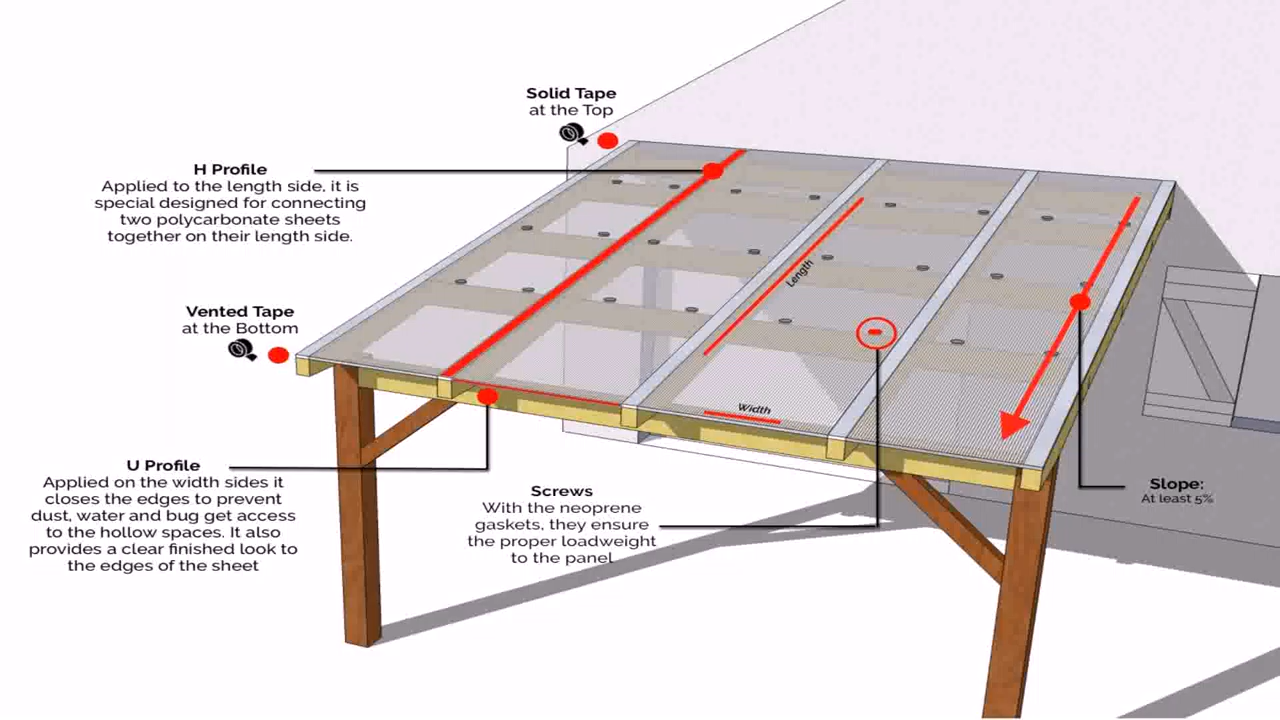 Solid Tape
at the Top
H Profile
Applied to the length side, it is
special designed for connecting
two polycarbonate sheets
together on their length side.
Length
Vented Tape
at the Bottom
Width
U Profile
Applied on the width sides it
closes the edges to prevent
dust, water and bug get access
to the hollow spaces. It also
provides a clear finished look to
the edges of the sheet
Screws
With the neoprene
gaskets, they ensure
the proper loadweight
to the panel
Slope:
At least 5%